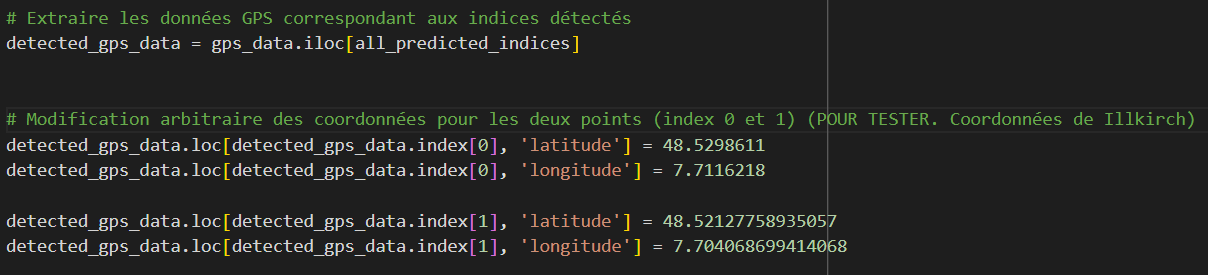 # Extraire les données GPS correspondant aux indices détectés
detected_gps_data = gps_data.iloc[all_predicted_indices]
# Modification arbitraire des coordonnées pour les deux points (index 0 et 1) (POUR TESTER. Coordonnées de Illkirch)
detected_gps_data.loc[detected_gps_data.index[0], 'latitude'] = 48.5298611
detected_gps_data.loc[detected_gps_data.index[0], 'longitude'] = 7.7116218
detected_gps_data.loc[detected_gps_data.index[1], 'latitude'] = 48.52127758935057
detected_gps_data.loc[detected_gps_data.index[1], 'longitude'] = 7.704068699414068